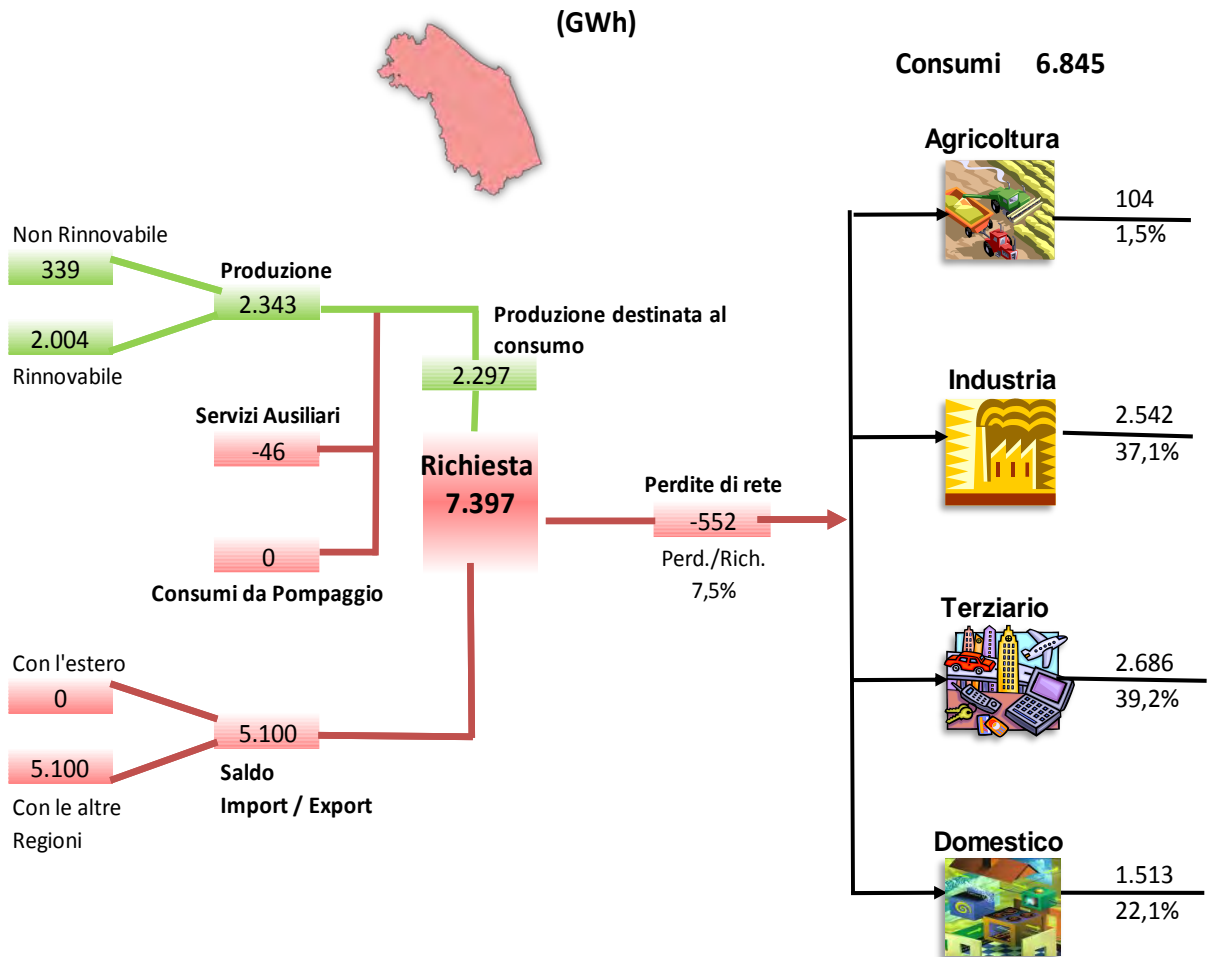 (GWh)
Consumi 6.845
Agricoltura
104
1,5%
Non Rinnovabile
339
Produzione
2.343
2.004
Rinnovabile
Produzione destinata al
consumo
2.297
Servizi Ausiliari
-46
0
Consumi da Pompaggio
Richiesta
7.397
Perdite di rete
-552
Perd./Rich.
7,5%
Industria
2.542
37,1%
Con l'estero
0
5.100
Con le altre
Regioni
5.100
Saldo
Import / Export
Terziario
2.686
39,2%
Domestico
1.513
22,1%